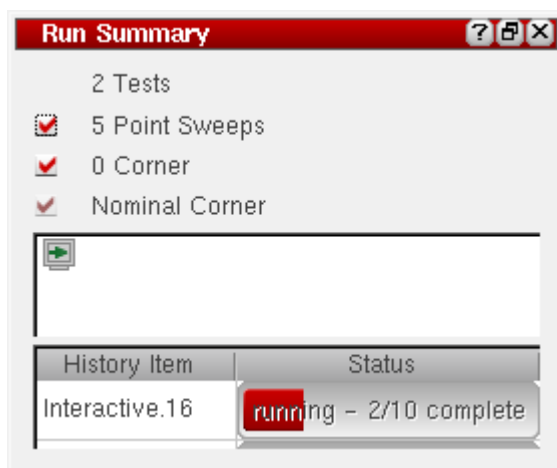 Run Summary
2 Tests
5 Point Sweeps
0 Corner
Nominal Corner
History Item Status
Interactive.16 running - 2/10 complete